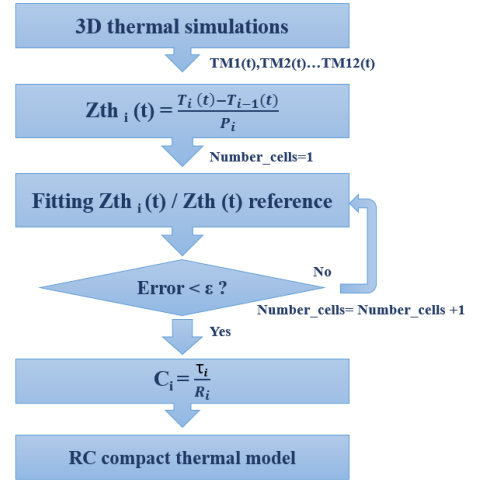 3D thermal simulations
TM1(t),TM2(t)…TM12(t)
Zth i (t) = (Ti (t)−Ti−1(t))/Pi
Number_cells=1
Fitting Zth i (t) / Zth (t) reference
Error < ε ?
No
Number_cells= Number_cells +1
Yes
Ci = τi/Ri
RC compact thermal model